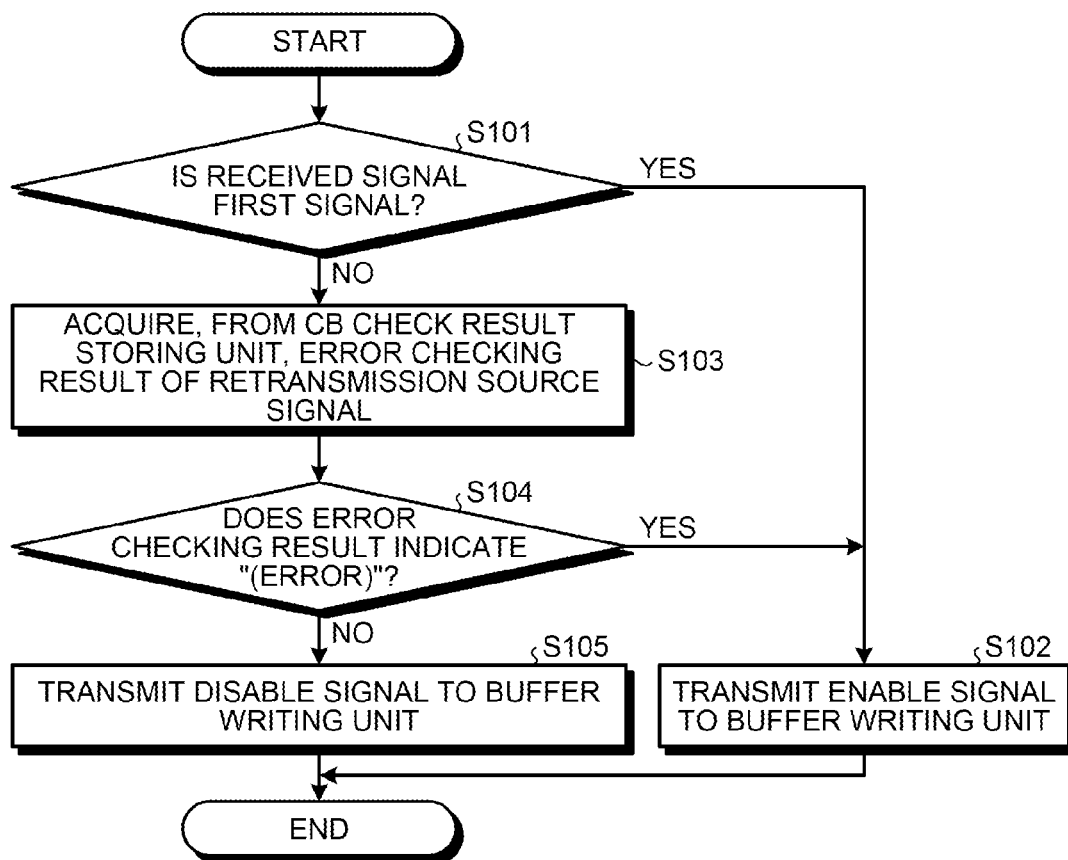 START
S101
IS RECEIVED SIGNAL
FIRST SIGNAL?
YES
NO
ACQUIRE, FROM CB CHECK RESULT
STORING UNIT, ERROR CHECKING
RESULT OF RETRANSMISSION SOURCE
SIGNAL
S103
S104
DOES ERROR
CHECKING RESULT INDICATE
"(ERROR)"?
YES
NO
S105
TRANSMIT DISABLE SIGNAL TO BUFFER
WRITING UNIT
S102
TRANSMIT ENABLE SIGNAL
TO BUFFER WRITING UNIT
END